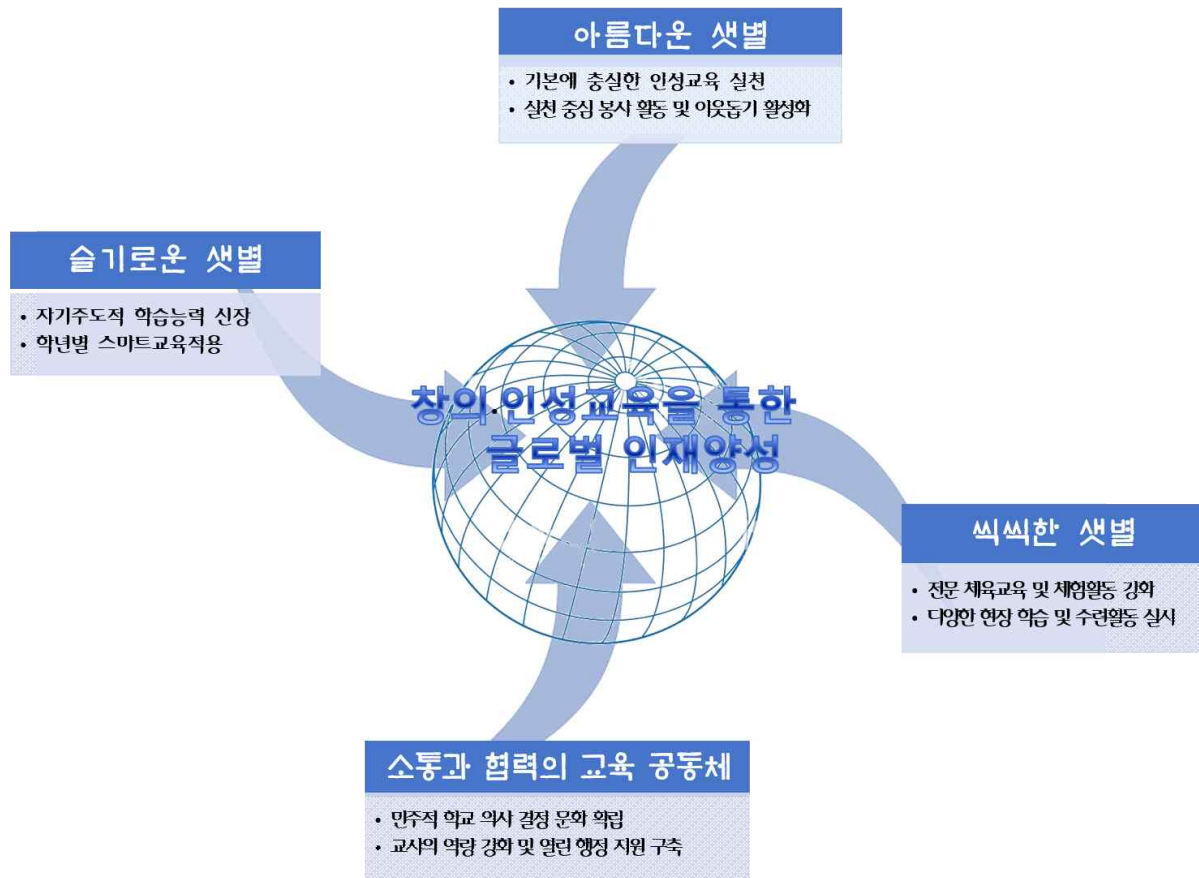 아름다운 샛별
• 기본에 충실한 인성교육 실천
• 실천 중심 봉사 활동 및 이웃돕기 활성화
슬기로운 샛별
• 자기주도적 학습능력 신장
• 학년별 스마트교육적용
창의.인성교육을 통한
글로벌 인재양성
씩씩한 샛별
• 전문 체육교육 및 체험활동 강화
• 다양한 현장 학습 및 수련활동 실시
소통과 협력의 교육 공동체
• 민주적 학교 의사 결정 문화 확립
• 교사의 역량 강화 및 열린 행정 지원 구축